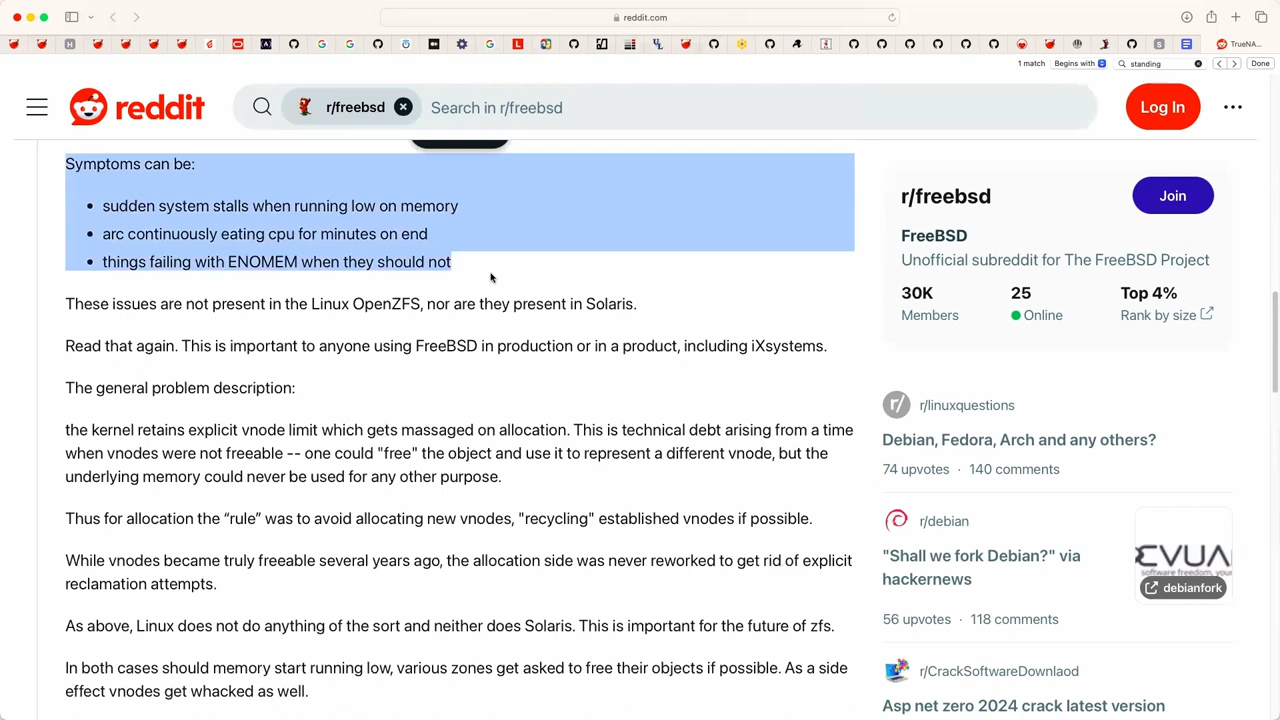 reddit.com
TrueNA
1 match
Begins with
standing
Done
reddit
r/freebsd
Search in r/freebsd
Log In
Symptoms can be:
sudden system stalls when running low on memory
arc continuously eating cpu for minutes on end
things failing with ENOMEM when they should not
These issues are not present in the Linux OpenZFS, nor are they present in Solaris.
Read that again. This is important to anyone using FreeBSD in production or in a product, including iXsystems.
The general problem description:
the kernel retains explicit vnode limit which gets massaged on allocation. This is technical debt arising from a time
when vnodes were not freeable -- one could "free" the object and use it to represent a different vnode, but the
underlying memory could never be used for any other purpose.
Thus for allocation the “rule” was to avoid allocating new vnodes, "recycling" established vnodes if possible.
While vnodes became truly freeable several years ago, the allocation side was never reworked to get rid of explicit
reclamation attempts.
As above, Linux does not do anything of the sort and neither does Solaris. This is important for the future of zfs.
In both cases should memory start running low, various zones get asked to free their objects if possible. As a side
effect vnodes get whacked as well.
r/freebsd
Join
FreeBSD
Unofficial subreddit for The FreeBSD Project
30K
25
Top 4%
Members
Online
Rank by size
r/
r/linuxquestions
Debian, Fedora, Arch and any others?
74 upvotes · 140 comments
r/debian
"Shall we fork Debian?" via
hackernews
EVUA
debianfork
56 upvotes · 118 comments
r/CrackSoftwareDownlaod
Asp net zero 2024 crack latest version